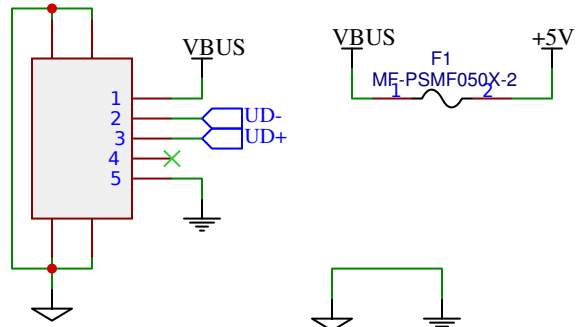 VBUS
1
2 UD-
3 UD+
4
5
VBUS
F1
+5V
MF-PSMF050X-2
1 2